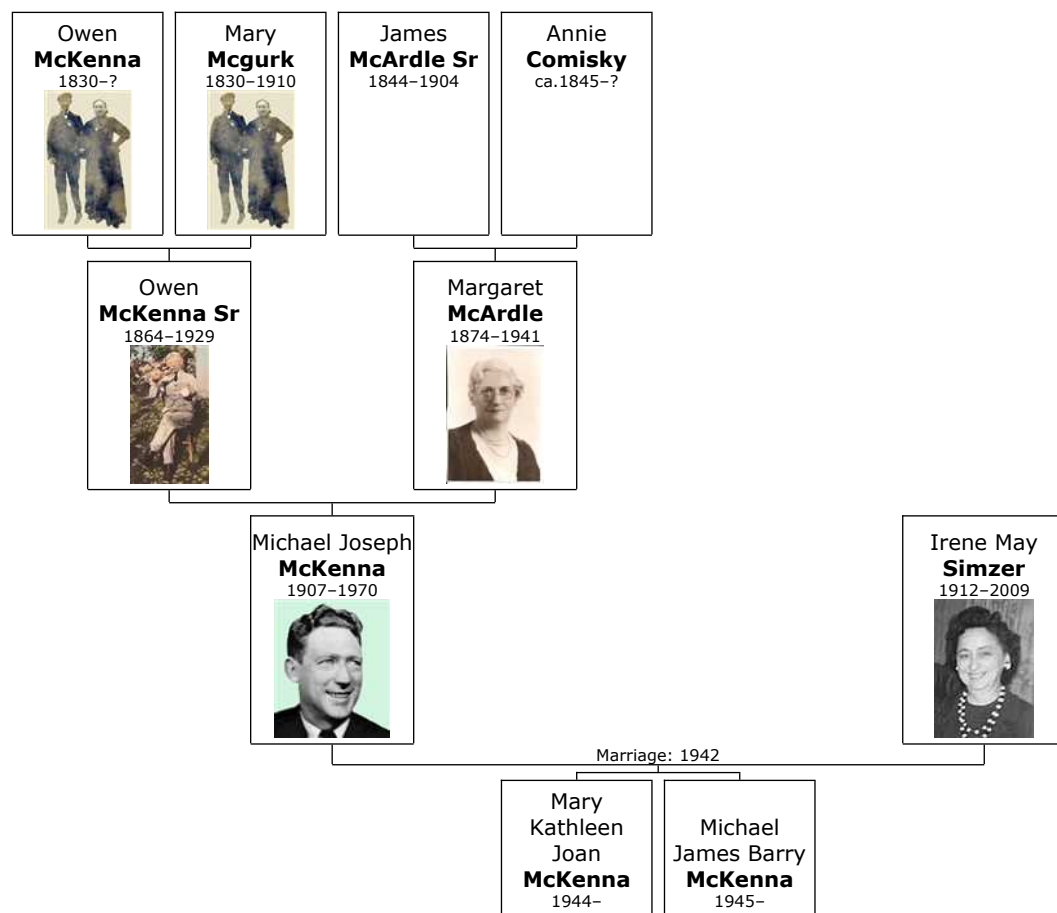 Owen
McKenna
1830–?
Mary
Mcgurk
1830–1910
James
McArdle Sr
1844–1904
Annie
Comisky
ca.1845–?
Owen
McKenna Sr
1864–1929
Margaret
McArdle
1874–1941
Michael Joseph
McKenna
1907–1970
Irene May
Simzer
1912–2009
Marriage: 1942
Mary
Kathleen
Joan
McKenna
1944–
Michael
James Barry
McKenna
1945–